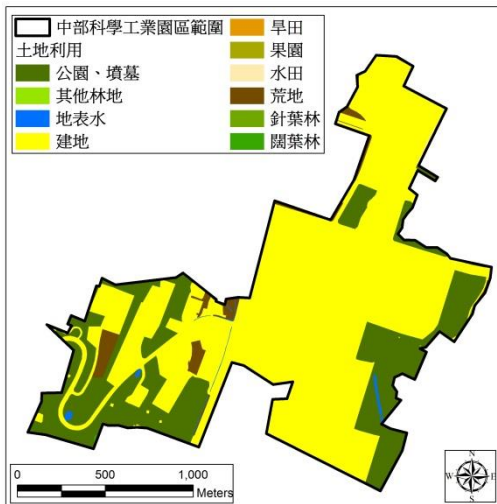 中部科學工業園區範圍
土地利用
公園、墳墓
其他林地
地表水
建地
旱田
果園
水田
荒地
針葉林
闊葉林
0 500 1,000
Meters
N
W E
S